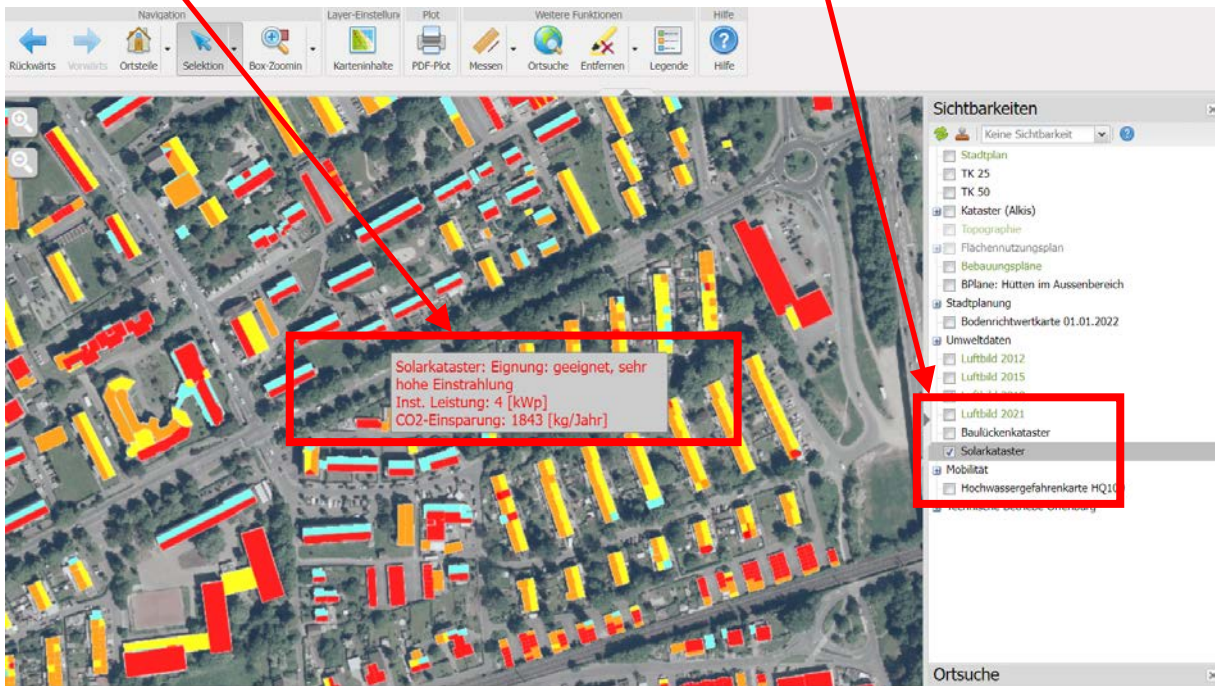 Navigation
Layer-Einstellun
Plot
Weitere Funktionen
Hilfe
Rückwärts
Vorwärts
Ortsteile
Selektion
Box-Zoomin
Karteninhalte
PDF-Plot
Messen
Ortsuche
Entfernen
Legende
Hilfe
Solarkataster: Eignung: geeignet, sehr
hohe Einstrahlung
Inst. Leistung: 4 [kWp]
CO2-Einsparung: 1843 [kg/Jahr]
Sichtbarkeiten
Keine Sichtbarkeit
Stadtplan
TK 25
TK 50
Kataster (Alkis)
Topographie
Flächennutzungsplan
Bebauungspläne
BPläne: Hütten im Aussenbereich
Stadtplanung
Bodenrichtwertkarte 01.01.2022
Umweltdaten
Luftbild 2012
Luftbild 2015
Luftbild 2021
Baulückenkataster
Solarkataster
Mobilität
Hochwassergefahrenkarte
Ortsuche